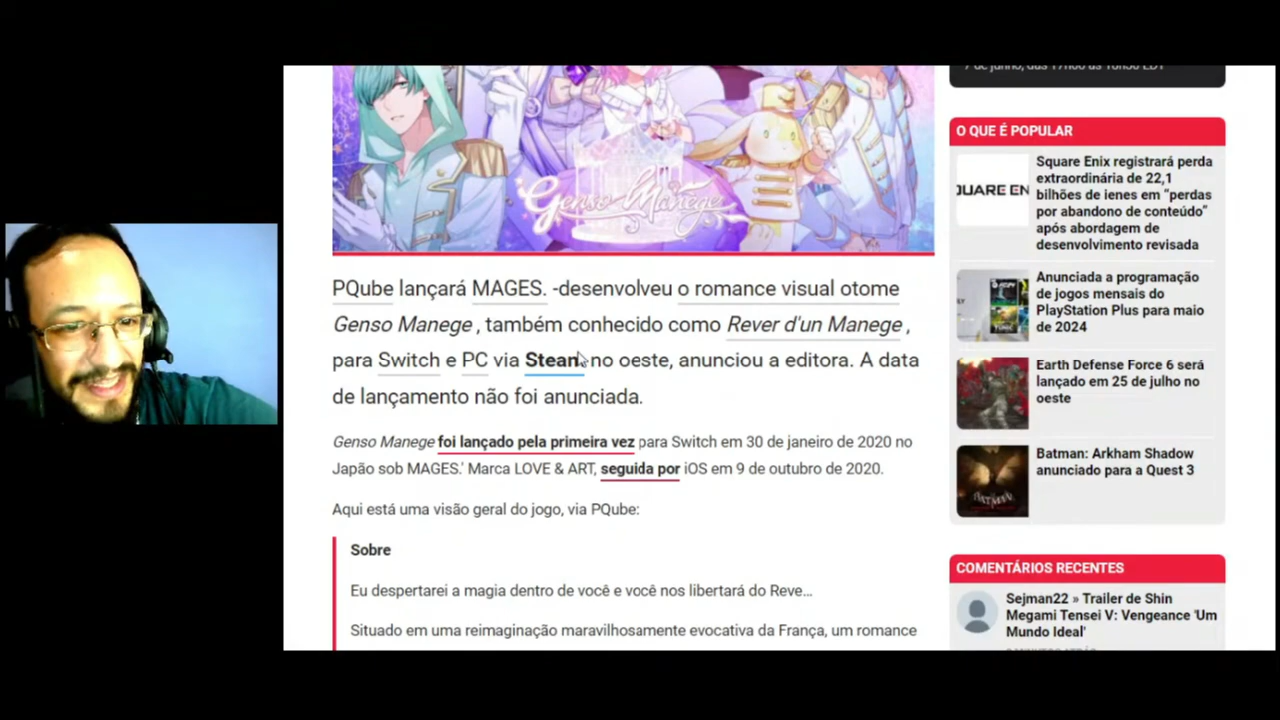 Genso Manege
PQube lançará MAGES. -desenvolveu o romance visual otome
Genso Manege , também conhecido como Rever d'un Manege ,
para Switch e PC via Steam no oeste, anunciou a editora. A data
de lançamento não foi anunciada.
Genso Manege foi lançado pela primeira vez para Switch em 30 de janeiro de 2020 no
Japão sob MAGES.' Marca LOVE & ART, seguida por iOS em 9 de outubro de 2020.
Aqui está uma visão geral do jogo, via PQube:
Sobre
Eu despertarei a magia dentro de você e você nos libertará do Reve...
Situado em uma reimaginação maravilhosamente evocativa da França, um romance
7 de junho, das
O QUE É POPULAR
QUARE EN
Square Enix registrará perda
extraordinária de 22,1
bilhões de ienes em “perdas
por abandono de conteúdo”
após abordagem de
desenvolvimento revisada
Anunciada a programação
de jogos mensais do
PlayStation Plus para maio
de 2024
Earth Defense Force 6 será
lançado em 25 de julho no
oeste
Batman: Arkham Shadow
anunciado para a Quest 3
COMENTÁRIOS RECENTES
Sejman22 » Trailer de Shin
Megami Tensei V: Vengeance 'Um
Mundo Ideal'